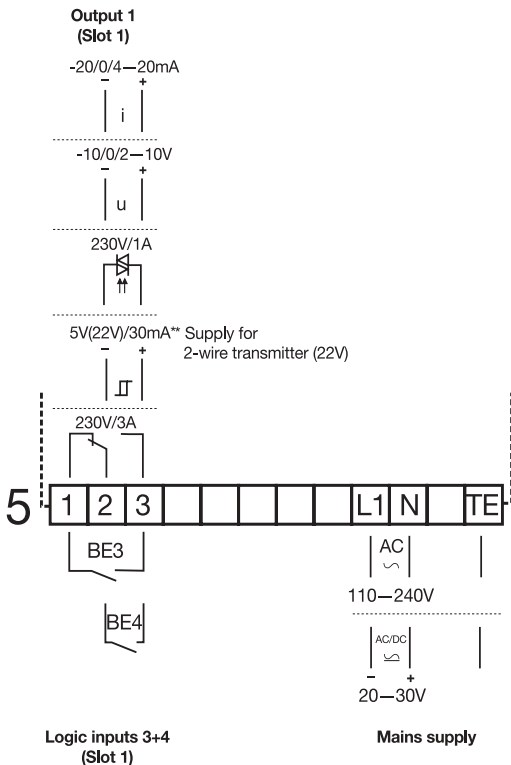 Output 1
(Slot 1)
-20/0/4—20mA
− +
i
-10/0/2—10V
− +
u
230V/1A
5V(22V)/30mA** Supply for
2-wire transmitter (22V)
− +
230V/3A
5 1 2 3 L1 N TE
BE3
AC
110—240V
BE4
AC/DC
− +
20—30V
Logic inputs 3+4
(Slot 1)
Mains supply